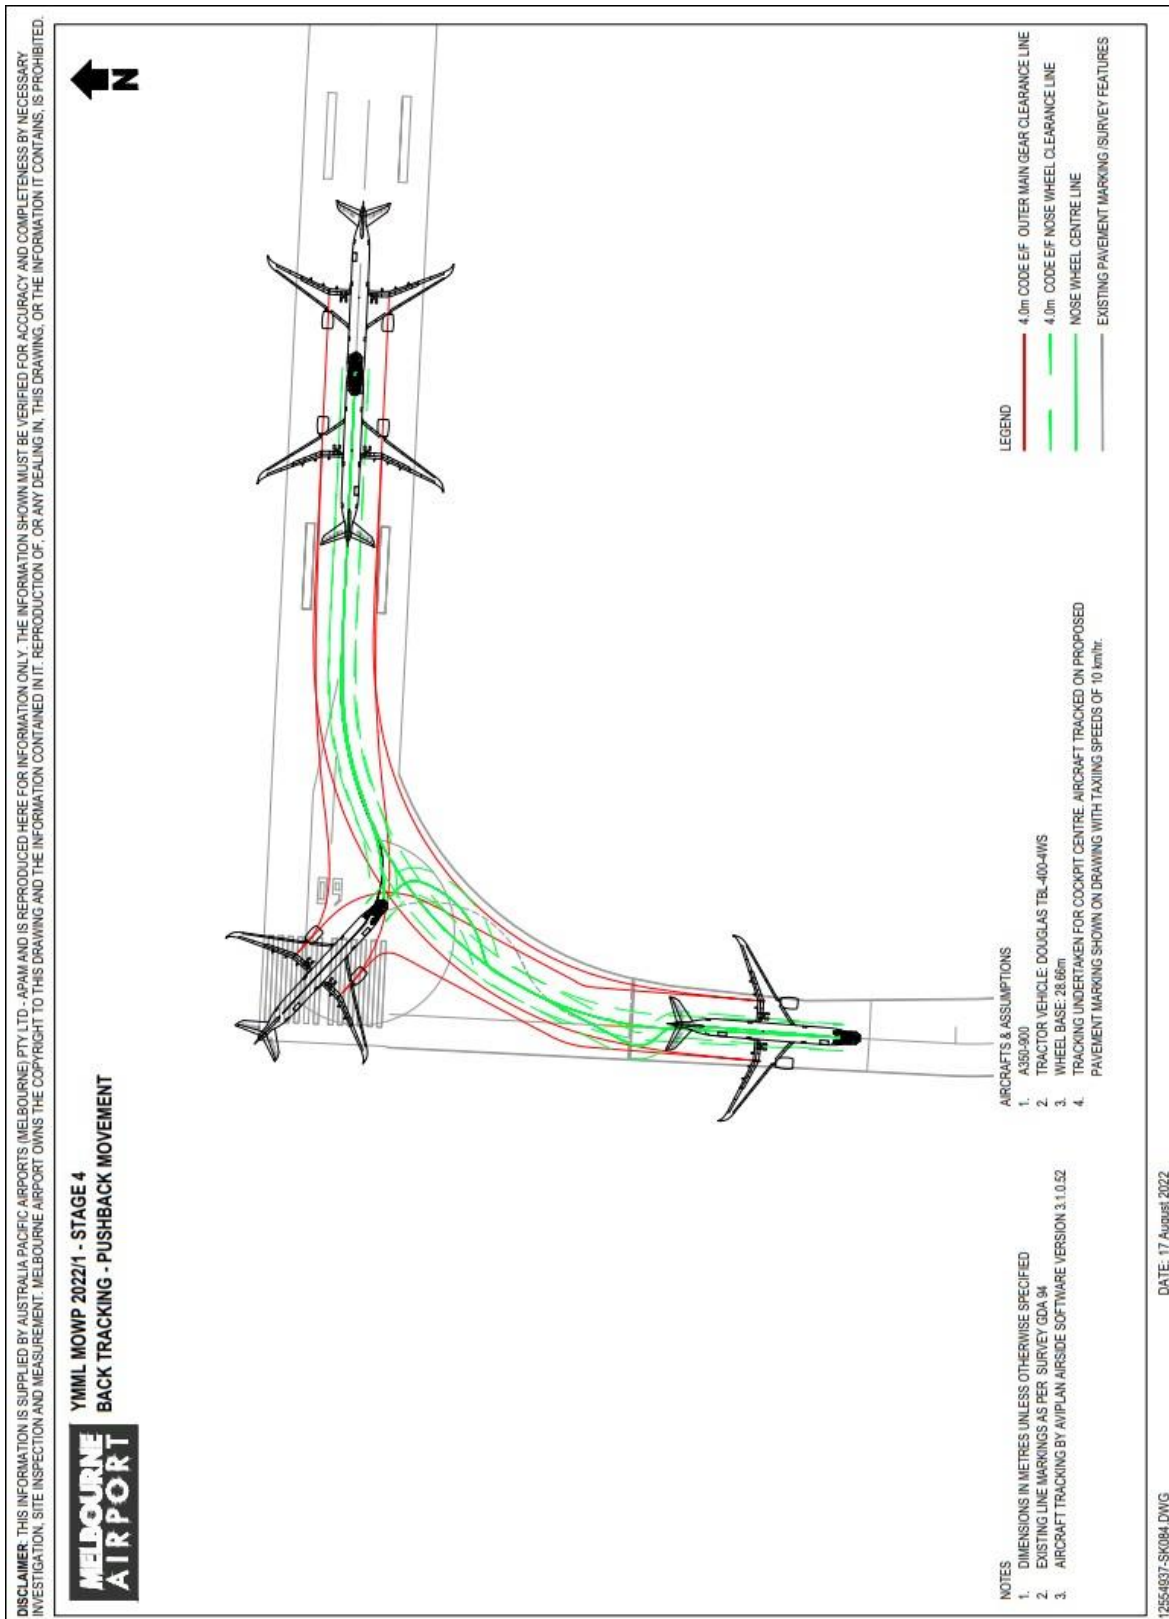 DISCLAIMER: THIS INFORMATION IS SUPPLIED BY AUSTRALIA PACIFIC AIRPORTS (MELBOURNE) PTY LTD - APAM AND IS REPRODUCED HERE FOR INFORMATION ONLY. THE INFORMATION SHOWN MUST BE VERIFIED FOR ACCURACY AND COMPLETENESS BY NECESSARY
INVESTIGATION, SITE INSPECTION AND MEASUREMENT. MELBOURNE AIRPORT OWNS THE COPYRIGHT TO THIS DRAWING AND THE INFORMATION CONTAINED IN IT. REPRODUCTION OF, OR ANY DEALING IN, THIS DRAWING, OR THE INFORMATION IT CONTAINS, IS PROHIBITED.
MELBOURNE
AIRPORT
YMML MOWP 2022/1 - STAGE 4
BACK TRACKING - PUSHBACK MOVEMENT
N
NOTES
1. DIMENSIONS IN METRES UNLESS OTHERWISE SPECIFIED
2. EXISTING LINE MARKINGS AS PER SURVEY GDA 94
3. AIRCRAFT TRACKING BY AVIPLAN AIRSIDE SOFTWARE VERSION 3.1.0.52
AIRCRAFTS & ASSUMPTIONS
1. A350-900
2. TRACTOR VEHICLE: DOUGLAS TBL-400-4WS
3. WHEEL BASE: 28.66m
4. TRACKING UNDERTAKEN FOR COCKPIT CENTRE. AIRCRAFT TRACKED ON PROPOSED
PAVEMENT MARKING SHOWN ON DRAWING WITH TAXIING SPEEDS OF 10 km/hr.
LEGEND
4.0m CODE E/F OUTER MAIN GEAR CLEARANCE LINE
4.0m CODE E/F NOSE WHEEL CLEARANCE LINE
NOSE WHEEL CENTRE LINE
EXISTING PAVEMENT MARKING /SURVEY FEATURES
12554937-SK084.DWG
DATE: 17 August 2022